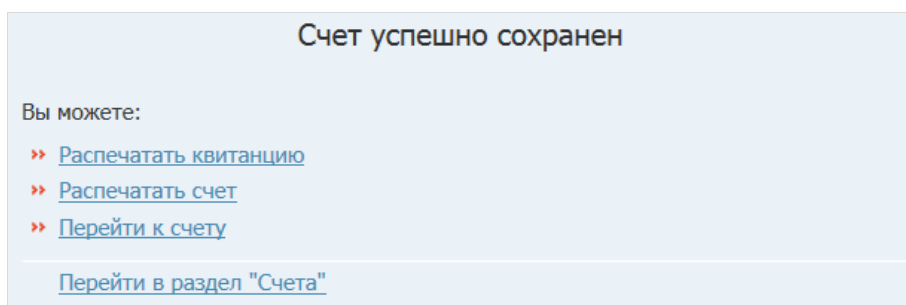 Счет успешно сохранен
Вы можете:
Распечатать квитанцию
Распечатать счет
Перейти к счету
Перейти в раздел "Счета"